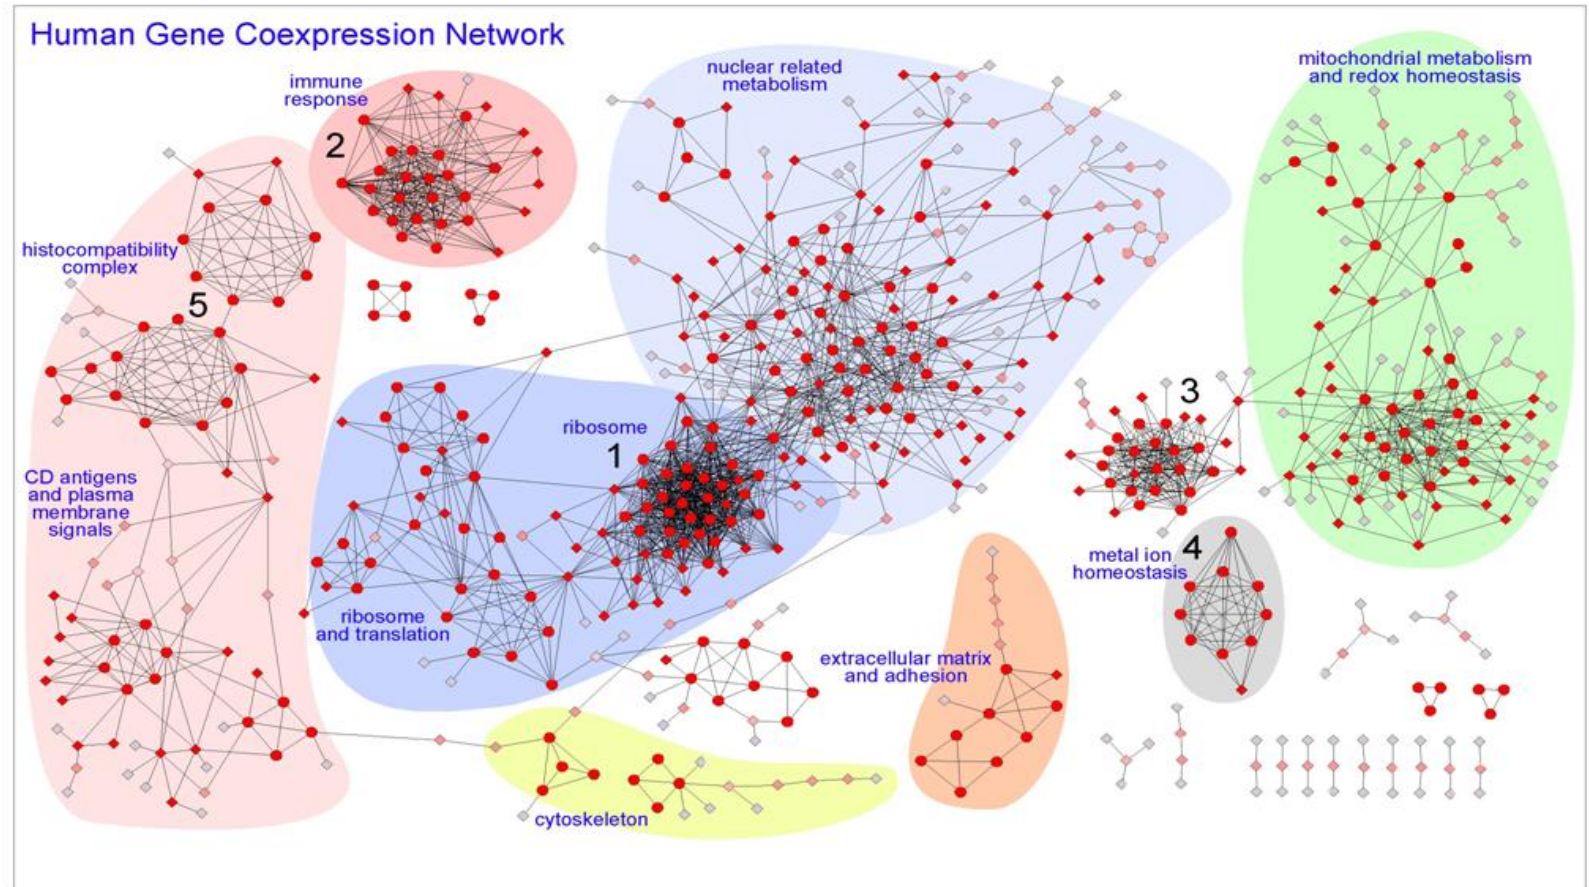 Human Gene Coexpression Network
immune
response
2
nuclear related
metabolism
mitochondrial metabolism
and redox homeostasis
histocompatibility
complex
5
ribosome
1
3
CD antigens
and plasma
membrane
signals
metal ion
homeostasis
4
ribosome
and translation
extracellular matrix
and adhesion
cytoskeleton